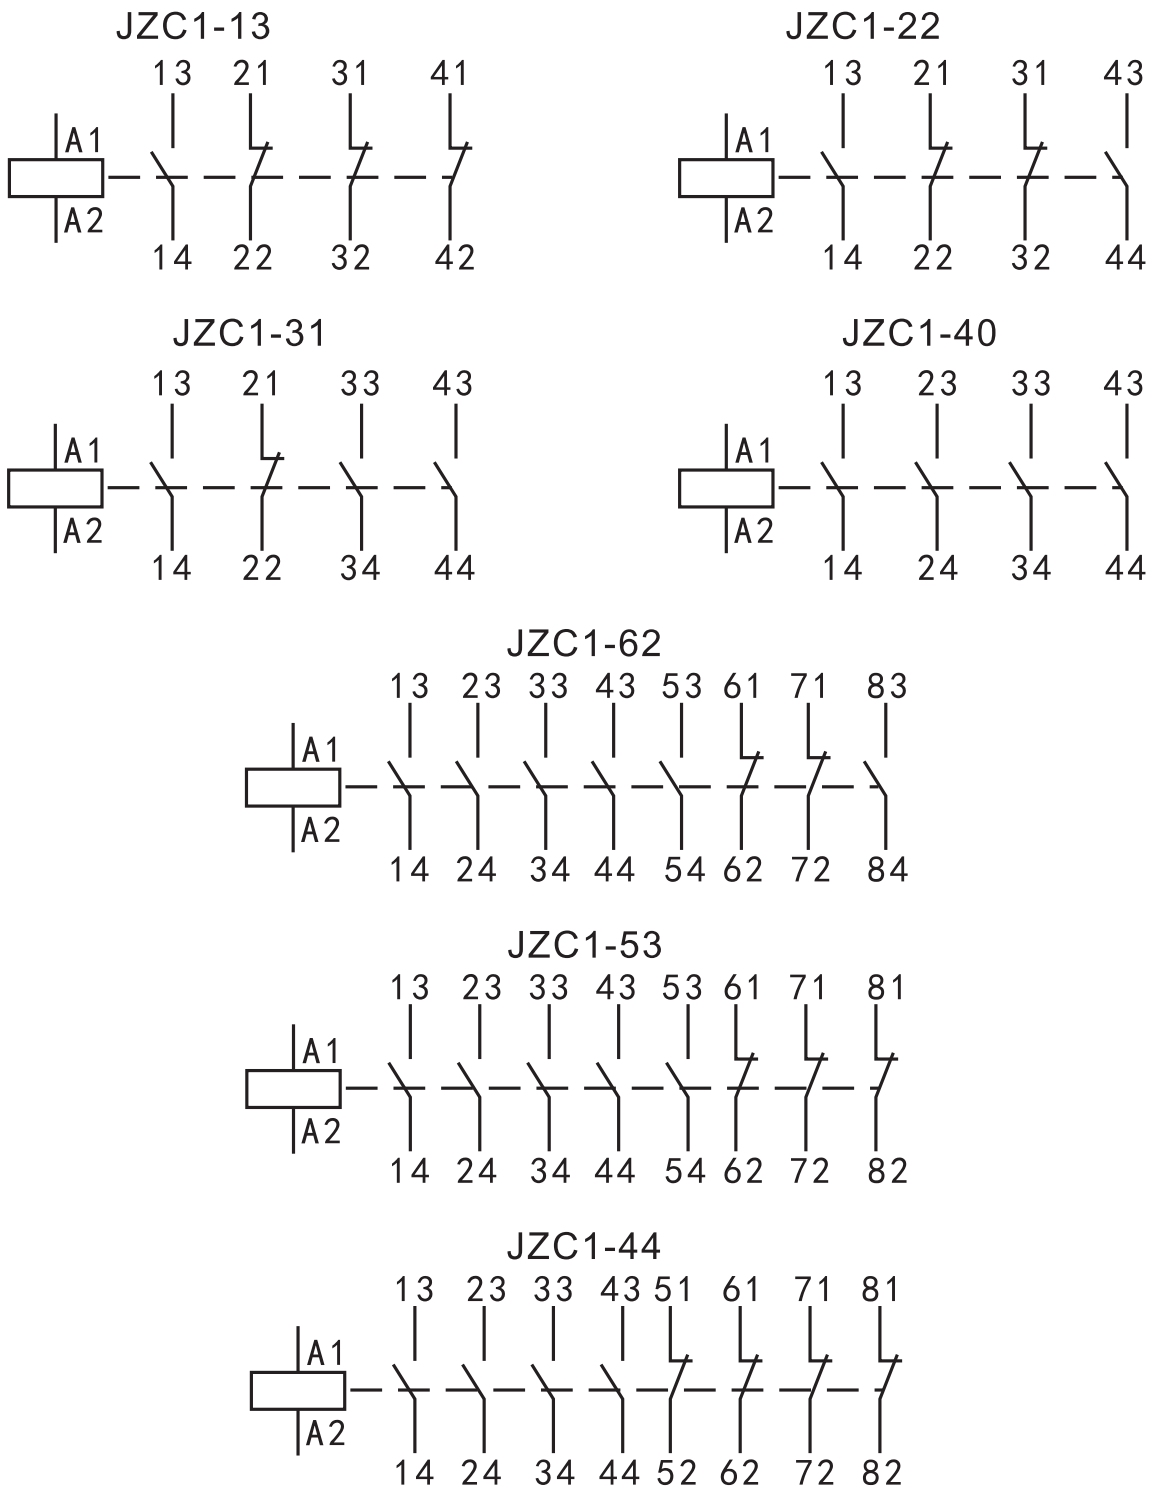 JZC1-13
13 21 31 41
A1
A2
14 22 32 42
JZC1-22
13 21 31 43
A1
A2
14 22 32 44
JZC1-31
13 21 33 43
A1
A2
14 22 34 44
JZC1-40
13 23 33 43
A1
A2
14 24 34 44
JZC1-62
13 23 33 43 53 61 71 83
A1
A2
14 24 34 44 54 62 72 84
JZC1-53
13 23 33 43 53 61 71 81
A1
A2
14 24 34 44 54 62 72 82
JZC1-44
13 23 33 43 51 61 71 81
A1
A2
14 24 34 44 52 62 72 82